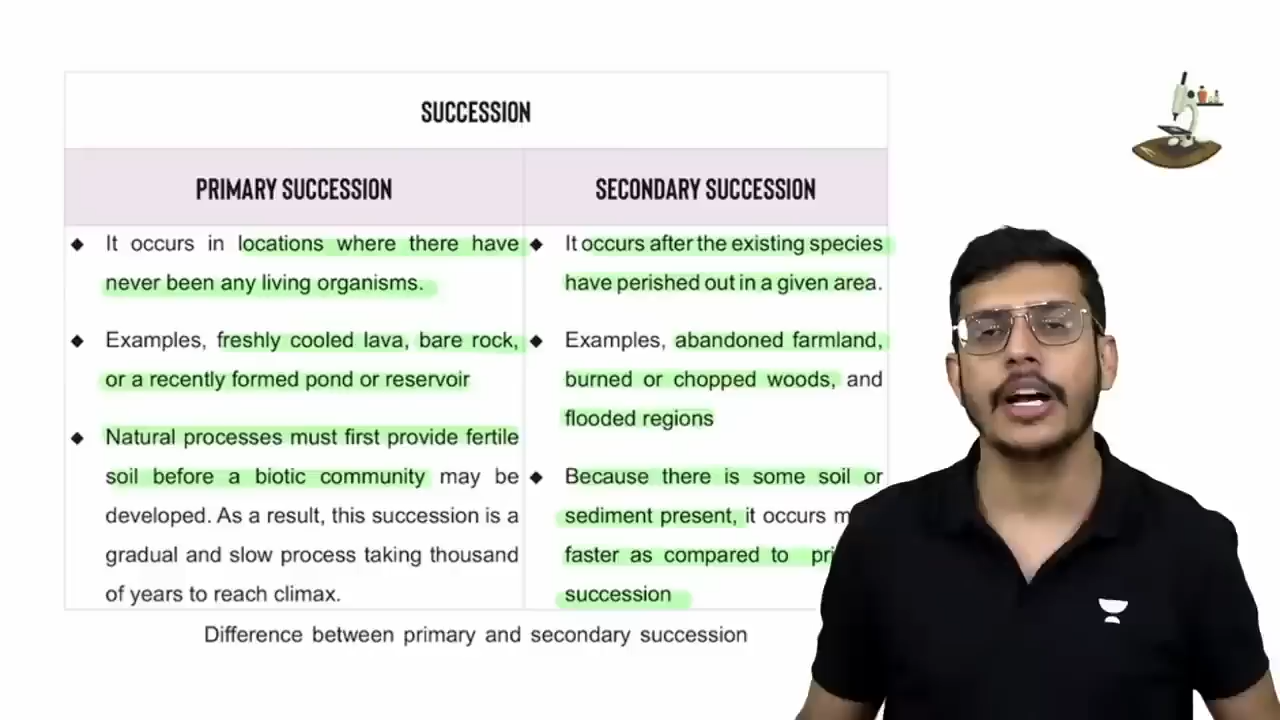 SUCCESSION
PRIMARY SUCCESSION
SECONDARY SUCCESSION
◆ It occurs in locations where there have
never been any living organisms.
◆ Examples, freshly cooled lava, bare rock,
or a recently formed pond or reservoir
◆ Natural processes must first provide fertile
soil before a biotic community may be
developed. As a result, this succession is a
gradual and slow process taking thousand
of years to reach climax.
◆ It occurs after the existing species
have perished out in a given area.
◆ Examples, abandoned farmland,
burned or chopped woods, and
flooded regions
◆ Because there is some soil or
sediment present, it occurs
faster as compared to
succession
Difference between primary and secondary succession